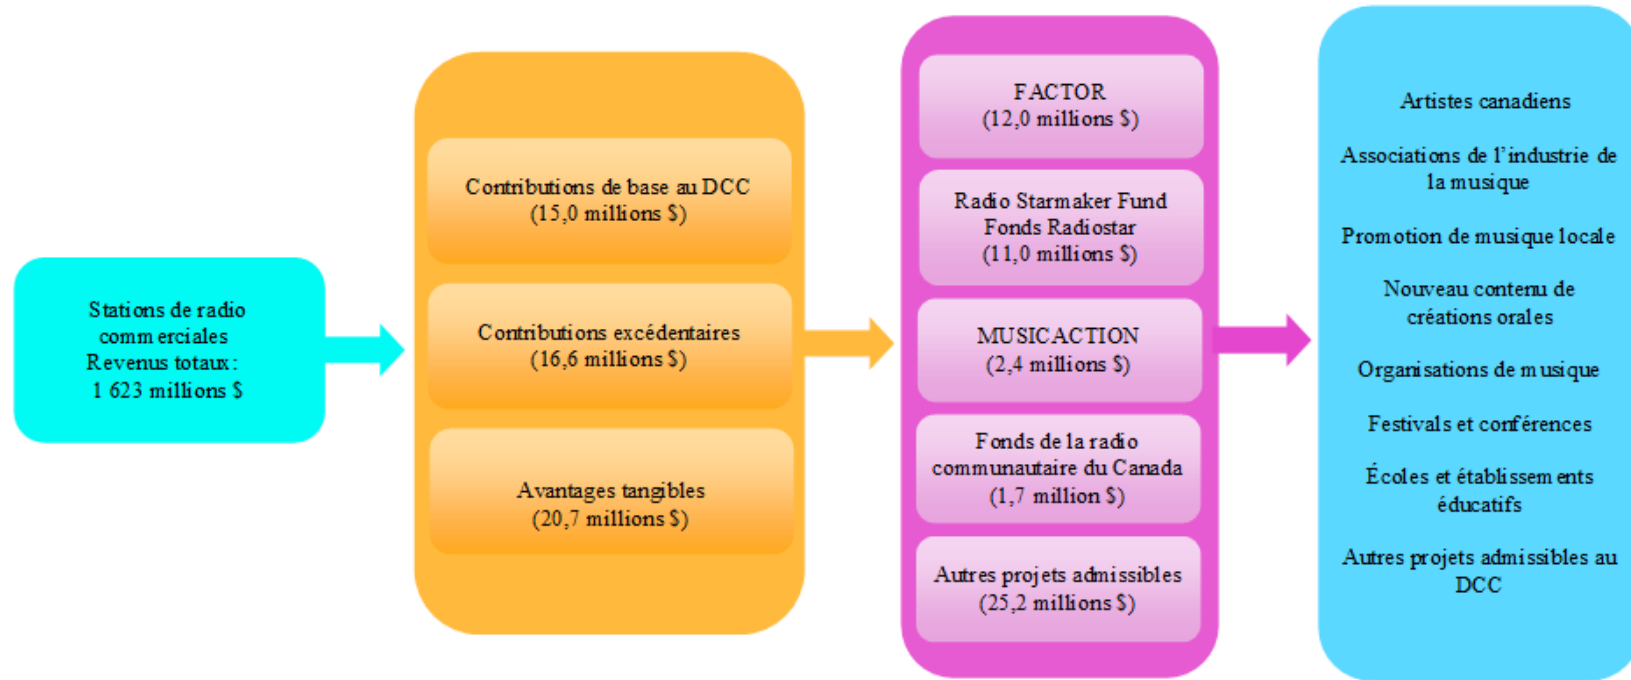 Stations de radio
commerciales
Revenus totaux:
1 623 millions $
Contributions de base au DCC
(15,0 millions $)
Contributions excédentaires
(16,6 millions $)
Avantages tangibles
(20,7 millions $)
FACTOR
(12,0 millions $)
Radio Starmaker Fund
Fonds Radiostar
(11,0 millions $)
MUSICACTION
(2,4 millions $)
Fonds de la radio
communautaire du Canada
(1,7 million $)
Autres projets admissibles
(25,2 millions $)
Artistes canadiens
Associations de l’industrie de
la musique
Promotion de musique locale
Nouveau contenu de
créations orales
Organisations de musique
Festivals et conférences
Écoles et établissements
éducatifs
Autres projets admissibles au
DCC